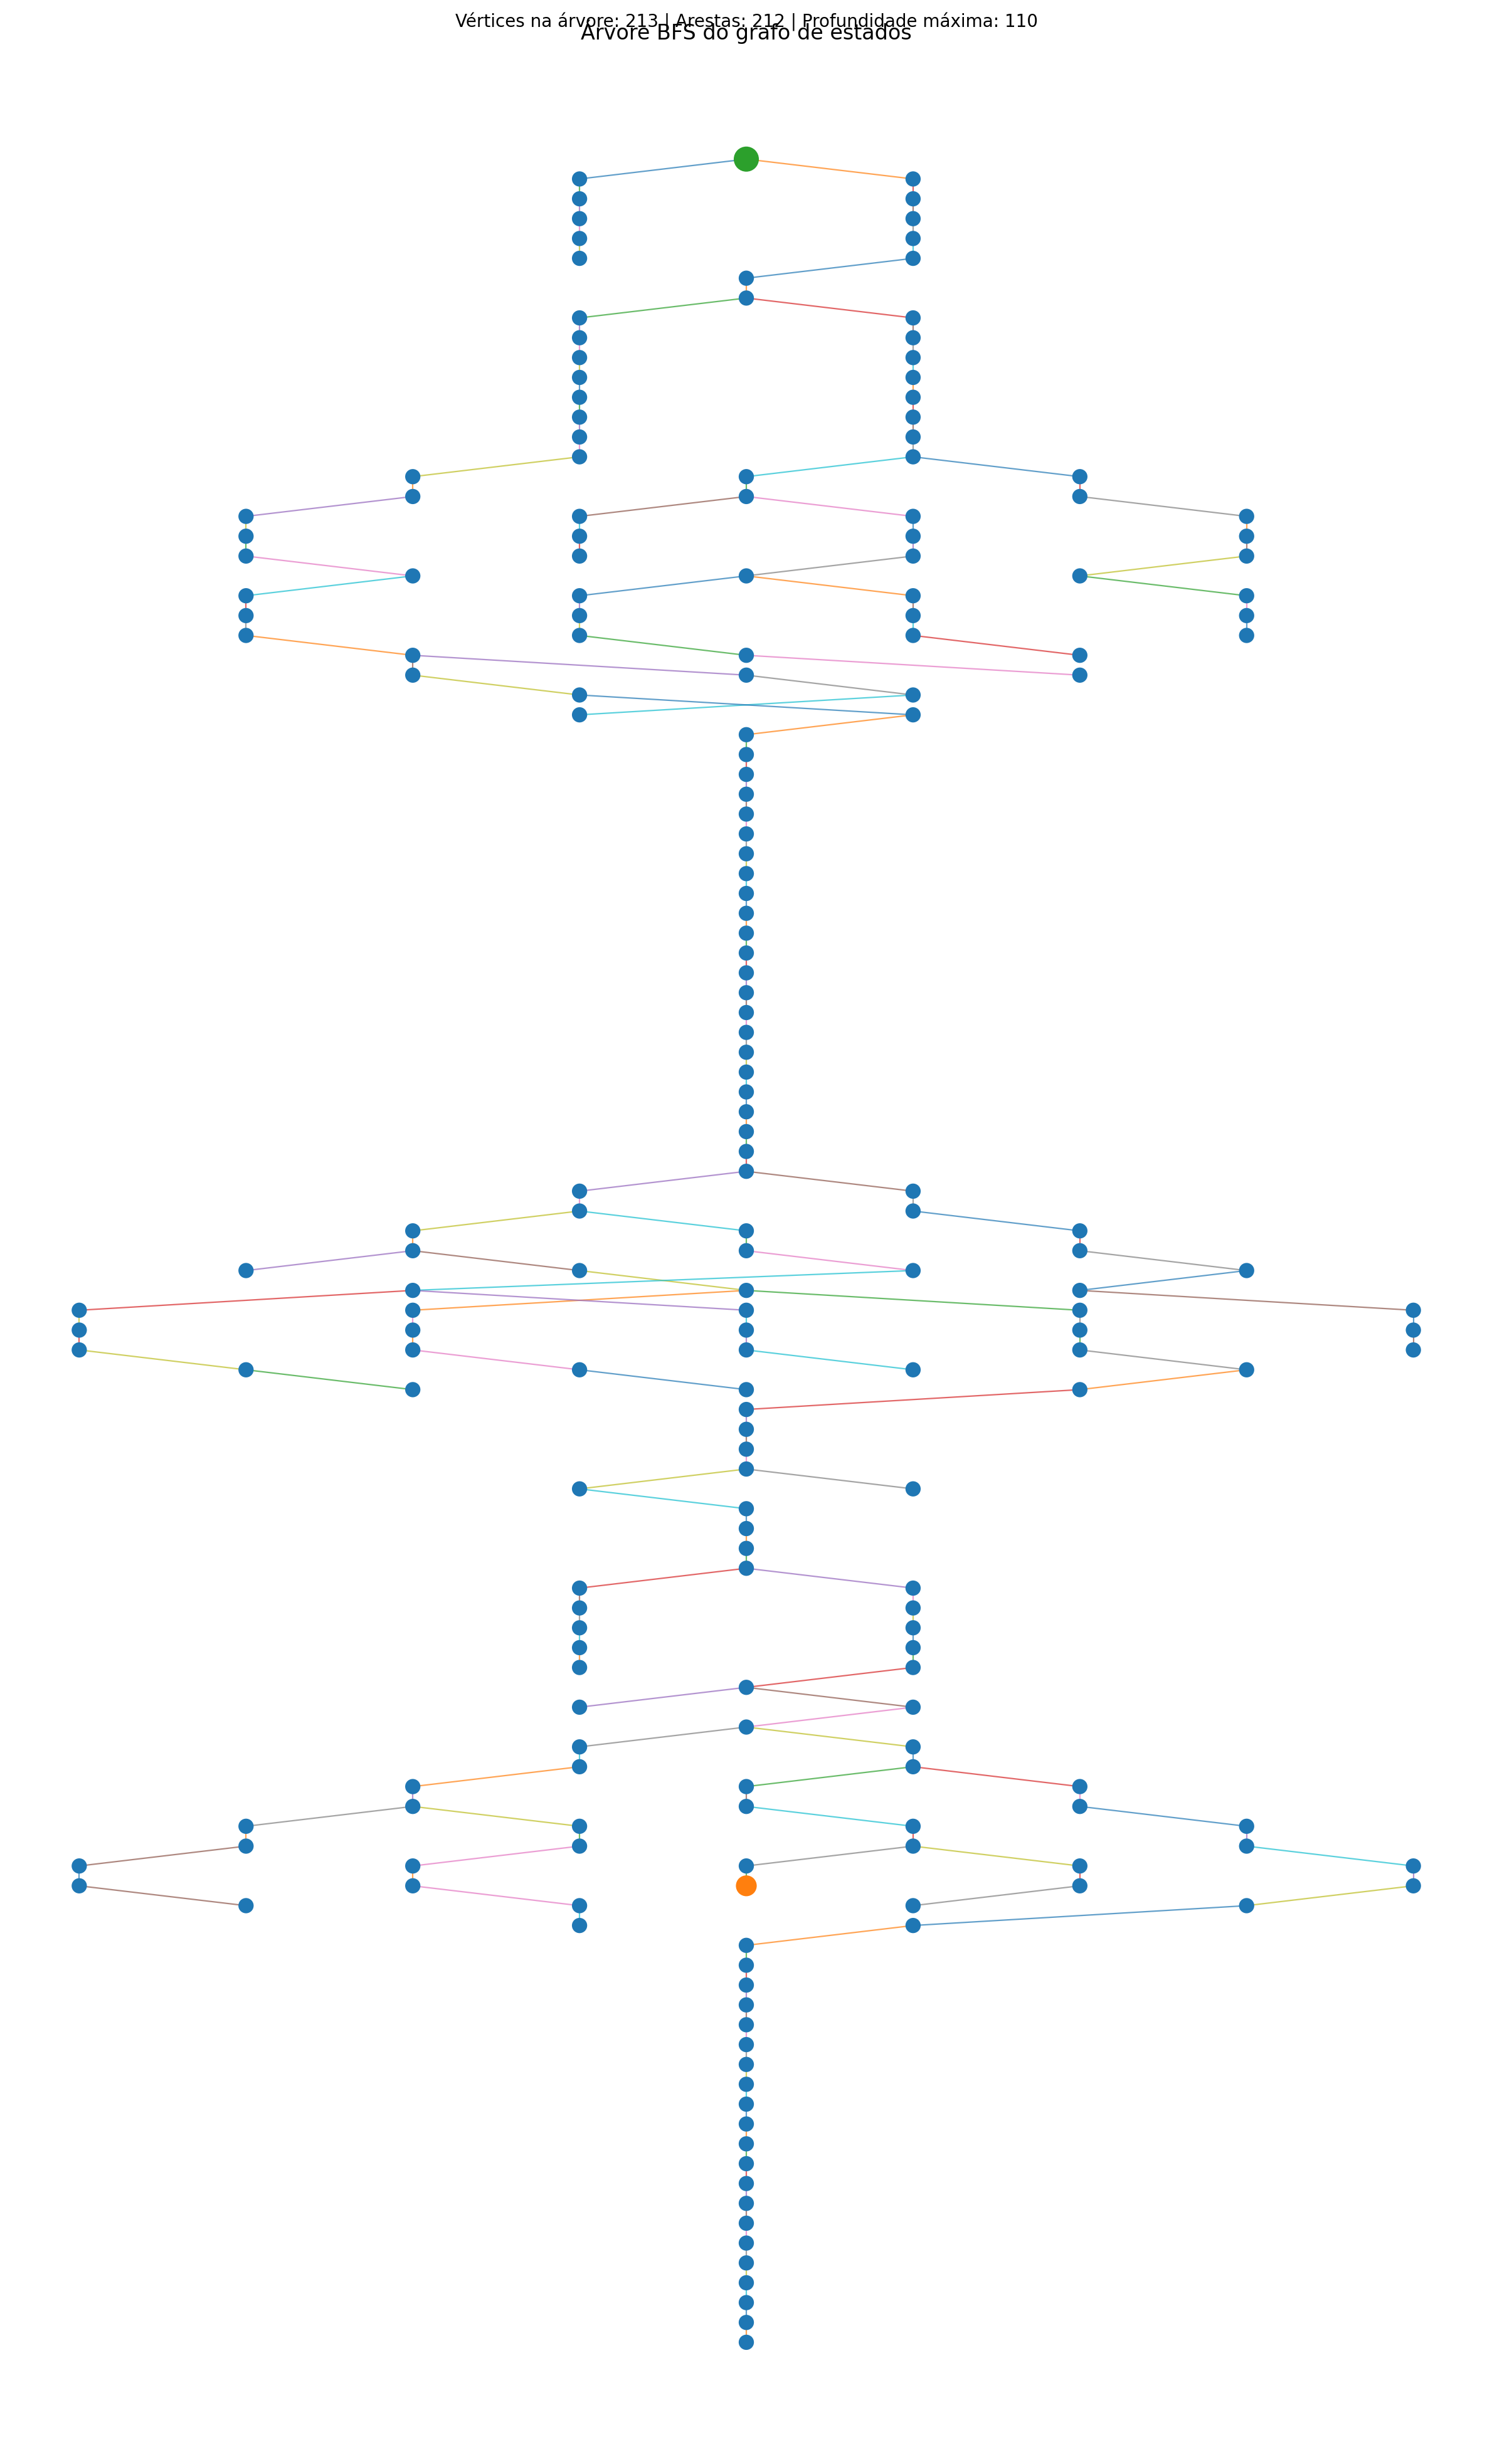 Vértices na árvore: 213 | Arestas: 212 | Profundidade máxima: 110
Árvore BFS do grafo de estados